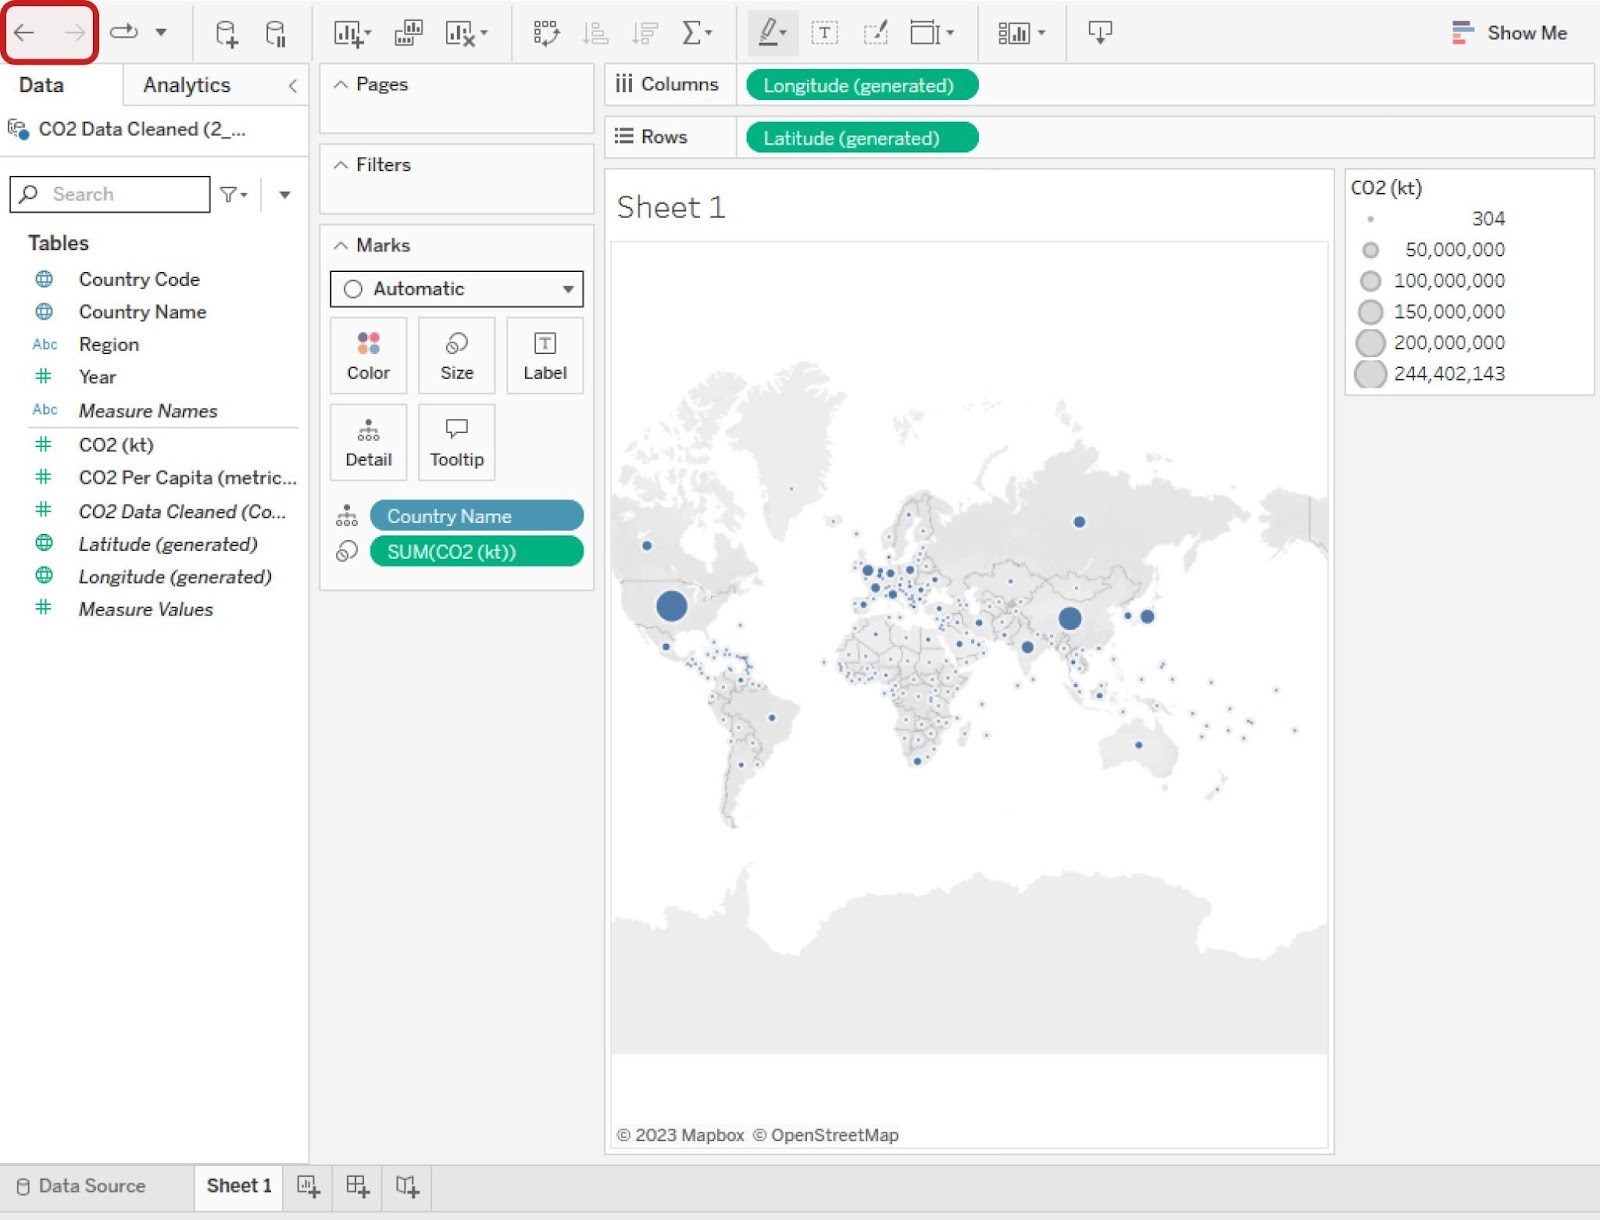 Show Me
Data
Analytics
CO2 Data Cleaned (2_...
Search
Tables
Country Code
Country Name
Abc Region
Year
Abc Measure Names
CO2 (kt)
CO2 Per Capita (metric...
CO2 Data Cleaned (Co...
Latitude (generated)
Longitude (generated)
Measure Values
Pages
Filters
Marks
Automatic
Color
Size
T
Label
Detail
Tooltip
Country Name
SUM(CO2 (kt))
Columns
Longitude (generated)
Rows
Latitude (generated)
Sheet 1
© 2023 Mapbox © OpenStreetMap
CO2 (kt)
304
50,000,000
100,000,000
150,000,000
200,000,000
244,402,143
Data Source
Sheet 1